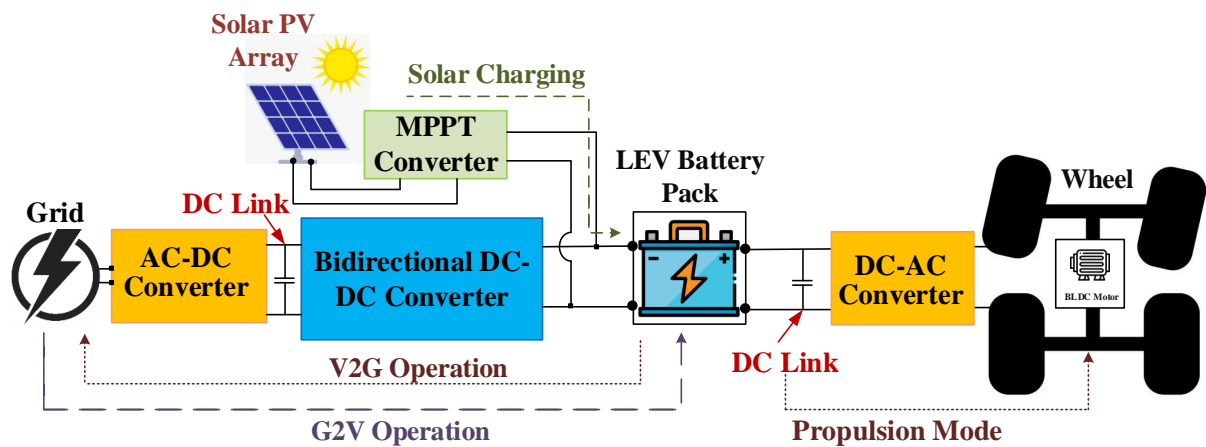 Solar PV
Array
Solar Charging
MPPT
Converter
LEV Battery
Pack
Wheel
Grid
DC Link
AC-DC
Converter
Bidirectional DC-
DC Converter
DC-AC
Converter
BLDC Motor
V2G Operation
DC Link
G2V Operation
Propulsion Mode